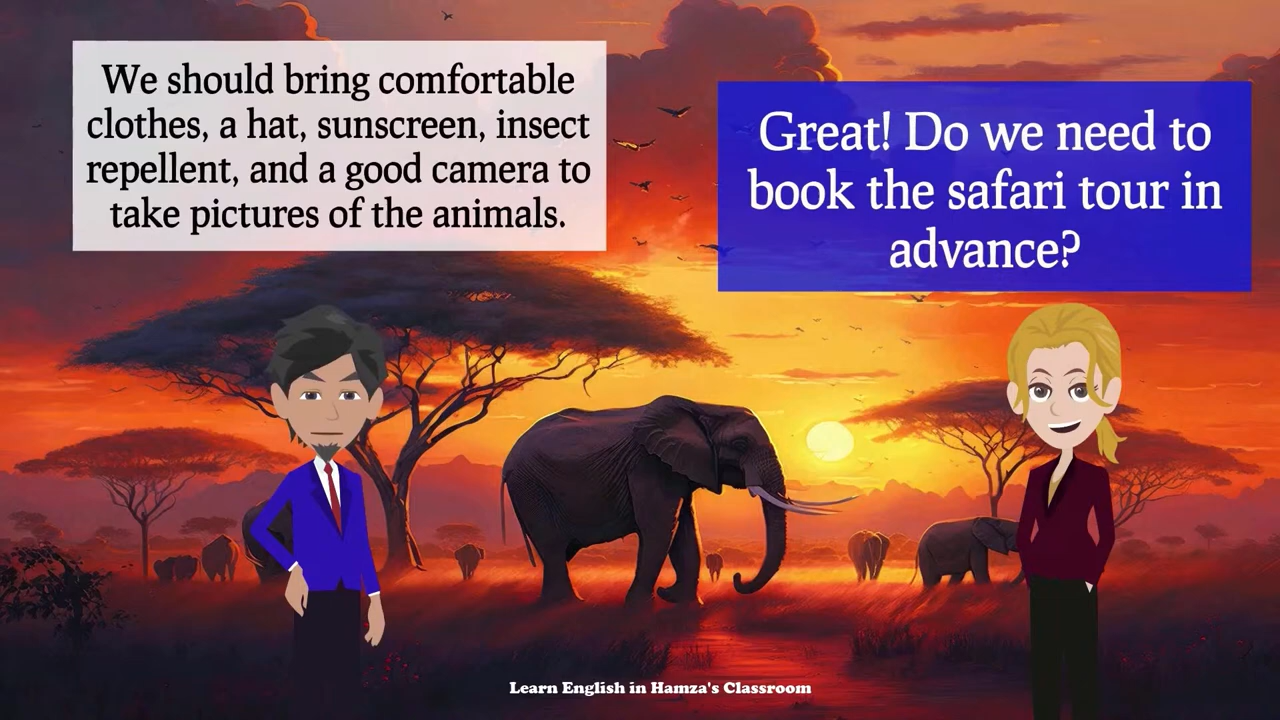 We should bring comfortable
clothes, a hat, sunscreen, insect
repellent, and a good camera to
take pictures of the animals.
Great! Do we need to
book the safari tour in
advance?
Learn English in Hamza's Classroom